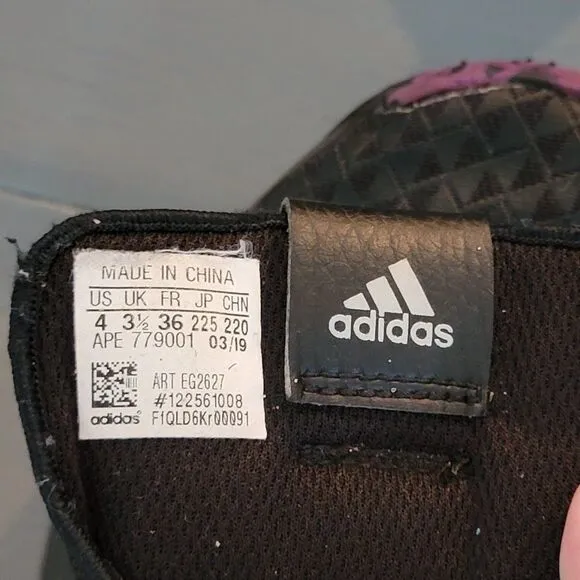 MADE IN CHINA
US UK FR JP CHN
4 3½ 36 225 220
APE 779001 03/19
ART EG2627
#122561008
adidas F1QLD6Kr00091
adidas